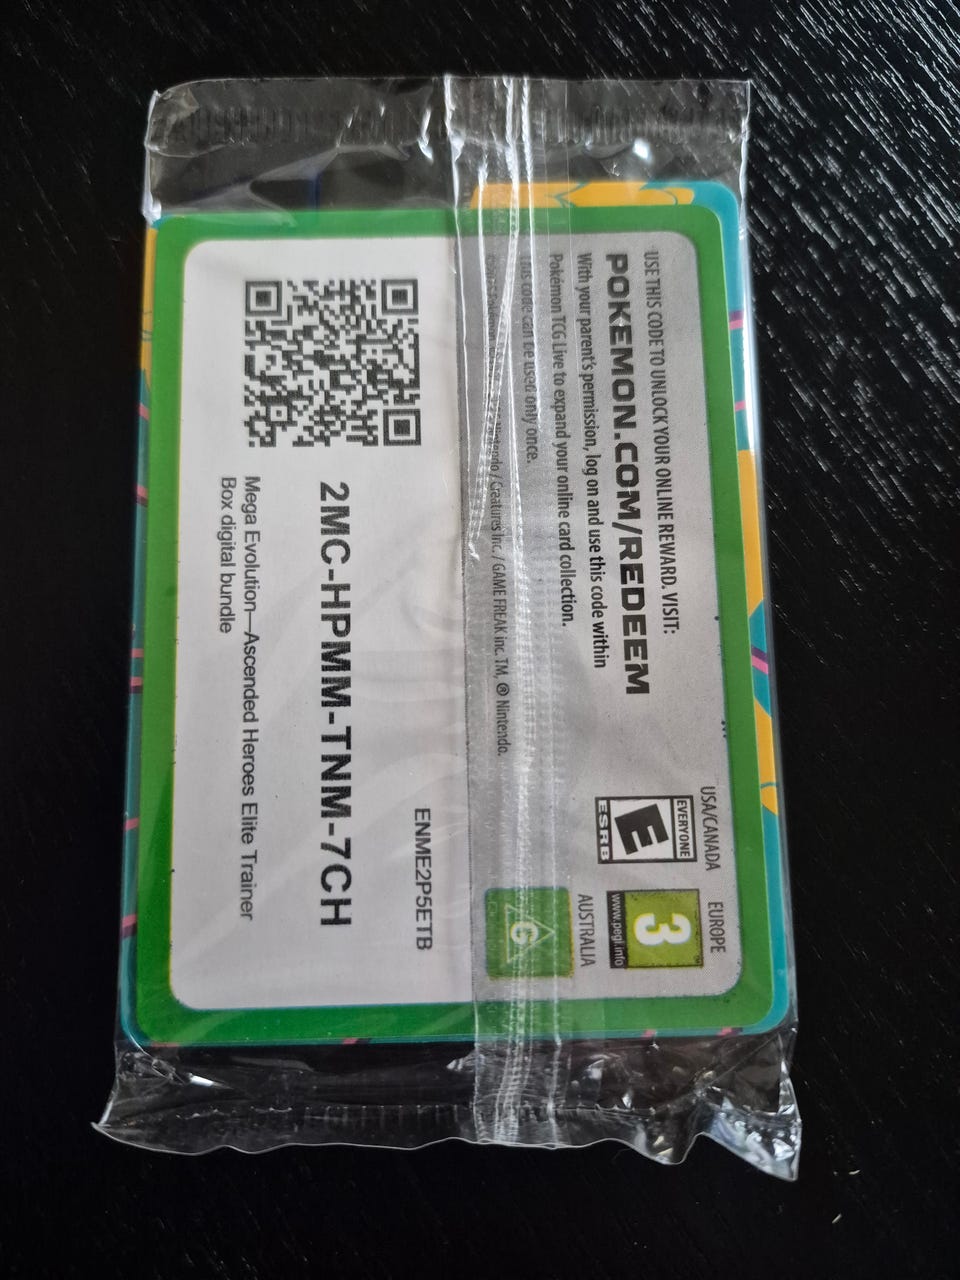 USE THIS CODE TO UNLOCK YOUR ONLINE REWARD. VISIT:
POKEMON.COM/REDEEM
With your parent's permission, log on and use this code within
Pokémon TCG Live to expand your online card collection.
This code can be used only once.
Nintendo / Creatures Inc. / GAME FREAK inc. TM, ® Nintendo.
USA/CANADA
EVERYONE
E
ESRB
EUROPE
3
www.pegi.info
AUSTRALIA
G
ENME2P5ETB
2MC-HPMM-TNM-7CH
Mega Evolution—Ascended Heroes Elite Trainer
Box digital bundle